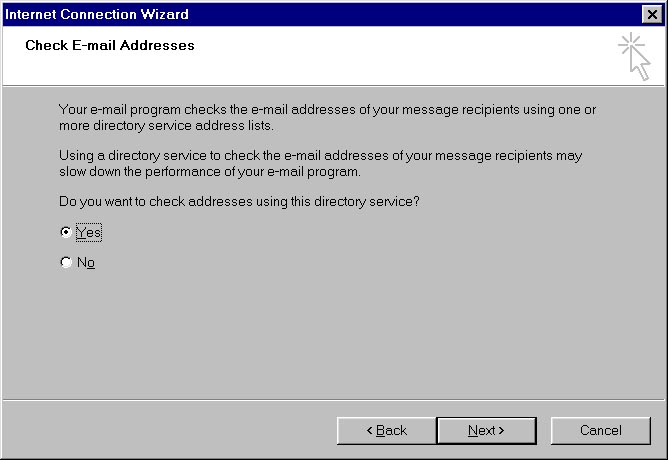 Internet Connection Wizard
Check E-mail Addresses
Your e-mail program checks the e-mail addresses of your message recipients using one or
more directory service address lists.
Using a directory service to check the e-mail addresses of your message recipients may
slow down the performance of your e-mail program.
Do you want to check addresses using this directory service?
Yes
No
< Back
Next >
Cancel